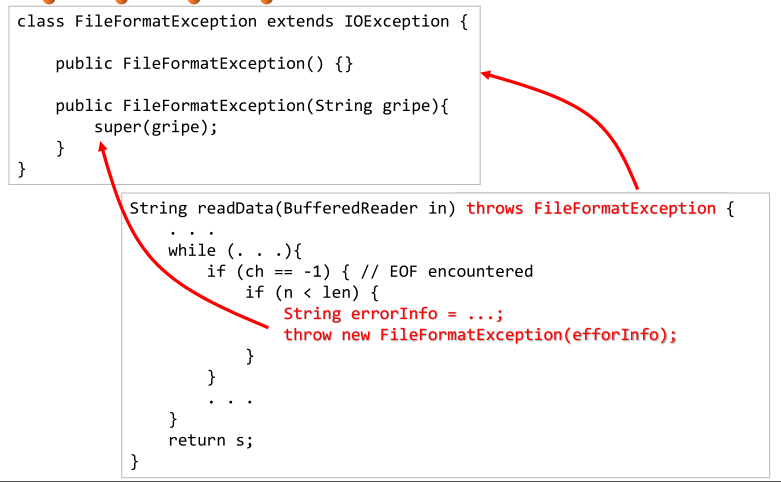 class FileFormatException extends IOException {
public FileFormatException() {}
public FileFormatException(String gripe){
super(gripe);
}
}
String readData(BufferedReader in) throws FileFormatException {
. . .
while (. . .){
if (ch == -1) { // EOF encountered
if (n < len) {
String errorInfo = ...;
throw new FileFormatException(efforInfo);
}
}
. . .
}
return s;
}